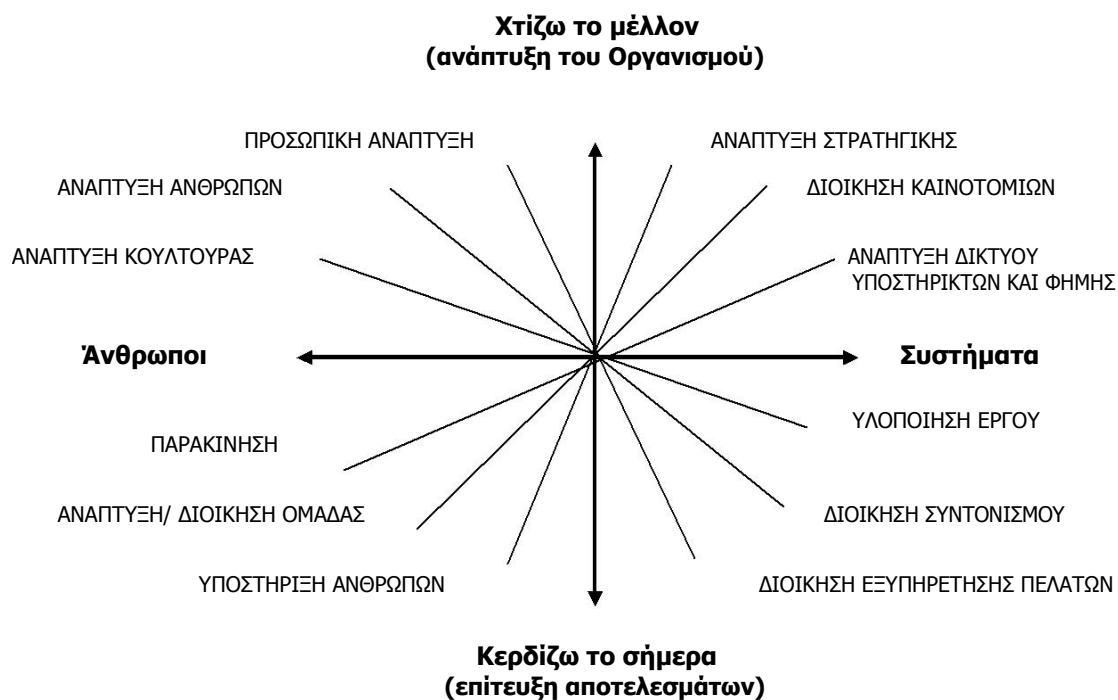 Χτίζω το μέλλον
(ανάπτυξη του Οργανισμού)
ΠΡΟΣΩΠΙΚΗ ΑΝΑΠΤΥΞΗ
ΑΝΑΠΤΥΞΗ ΣΤΡΑΤΗΓΙΚΗΣ
ΑΝΑΠΤΥΞΗ ΑΝΘΡΩΠΩΝ
ΔΙΟΙΚΗΣΗ ΚΑΙΝΟΤΟΜΙΩΝ
ΑΝΑΠΤΥΞΗ ΚΟΥΛΤΟΥΡΑΣ
ΑΝΑΠΤΥΞΗ ΔΙΚΤΥΟΥ
ΥΠΟΣΤΗΡΙΚΤΩΝ ΚΑΙ ΦΗΜΗΣ
Άνθρωποι
Συστήματα
ΥΛΟΠΟΙΗΣΗ ΕΡΓΟΥ
ΠΑΡΑΚΙΝΗΣΗ
ΑΝΑΠΤΥΞΗ/ ΔΙΟΙΚΗΣΗ ΟΜΑΔΑΣ
ΔΙΟΙΚΗΣΗ ΣΥΝΤΟΝΙΣΜΟΥ
ΥΠΟΣΤΗΡΙΞΗ ΑΝΘΡΩΠΩΝ
ΔΙΟΙΚΗΣΗ ΕΞΥΠΗΡΕΤΗΣΗΣ ΠΕΛΑΤΩΝ
Κερδίζω το σήμερα
(επίτευξη αποτελεσμάτων)